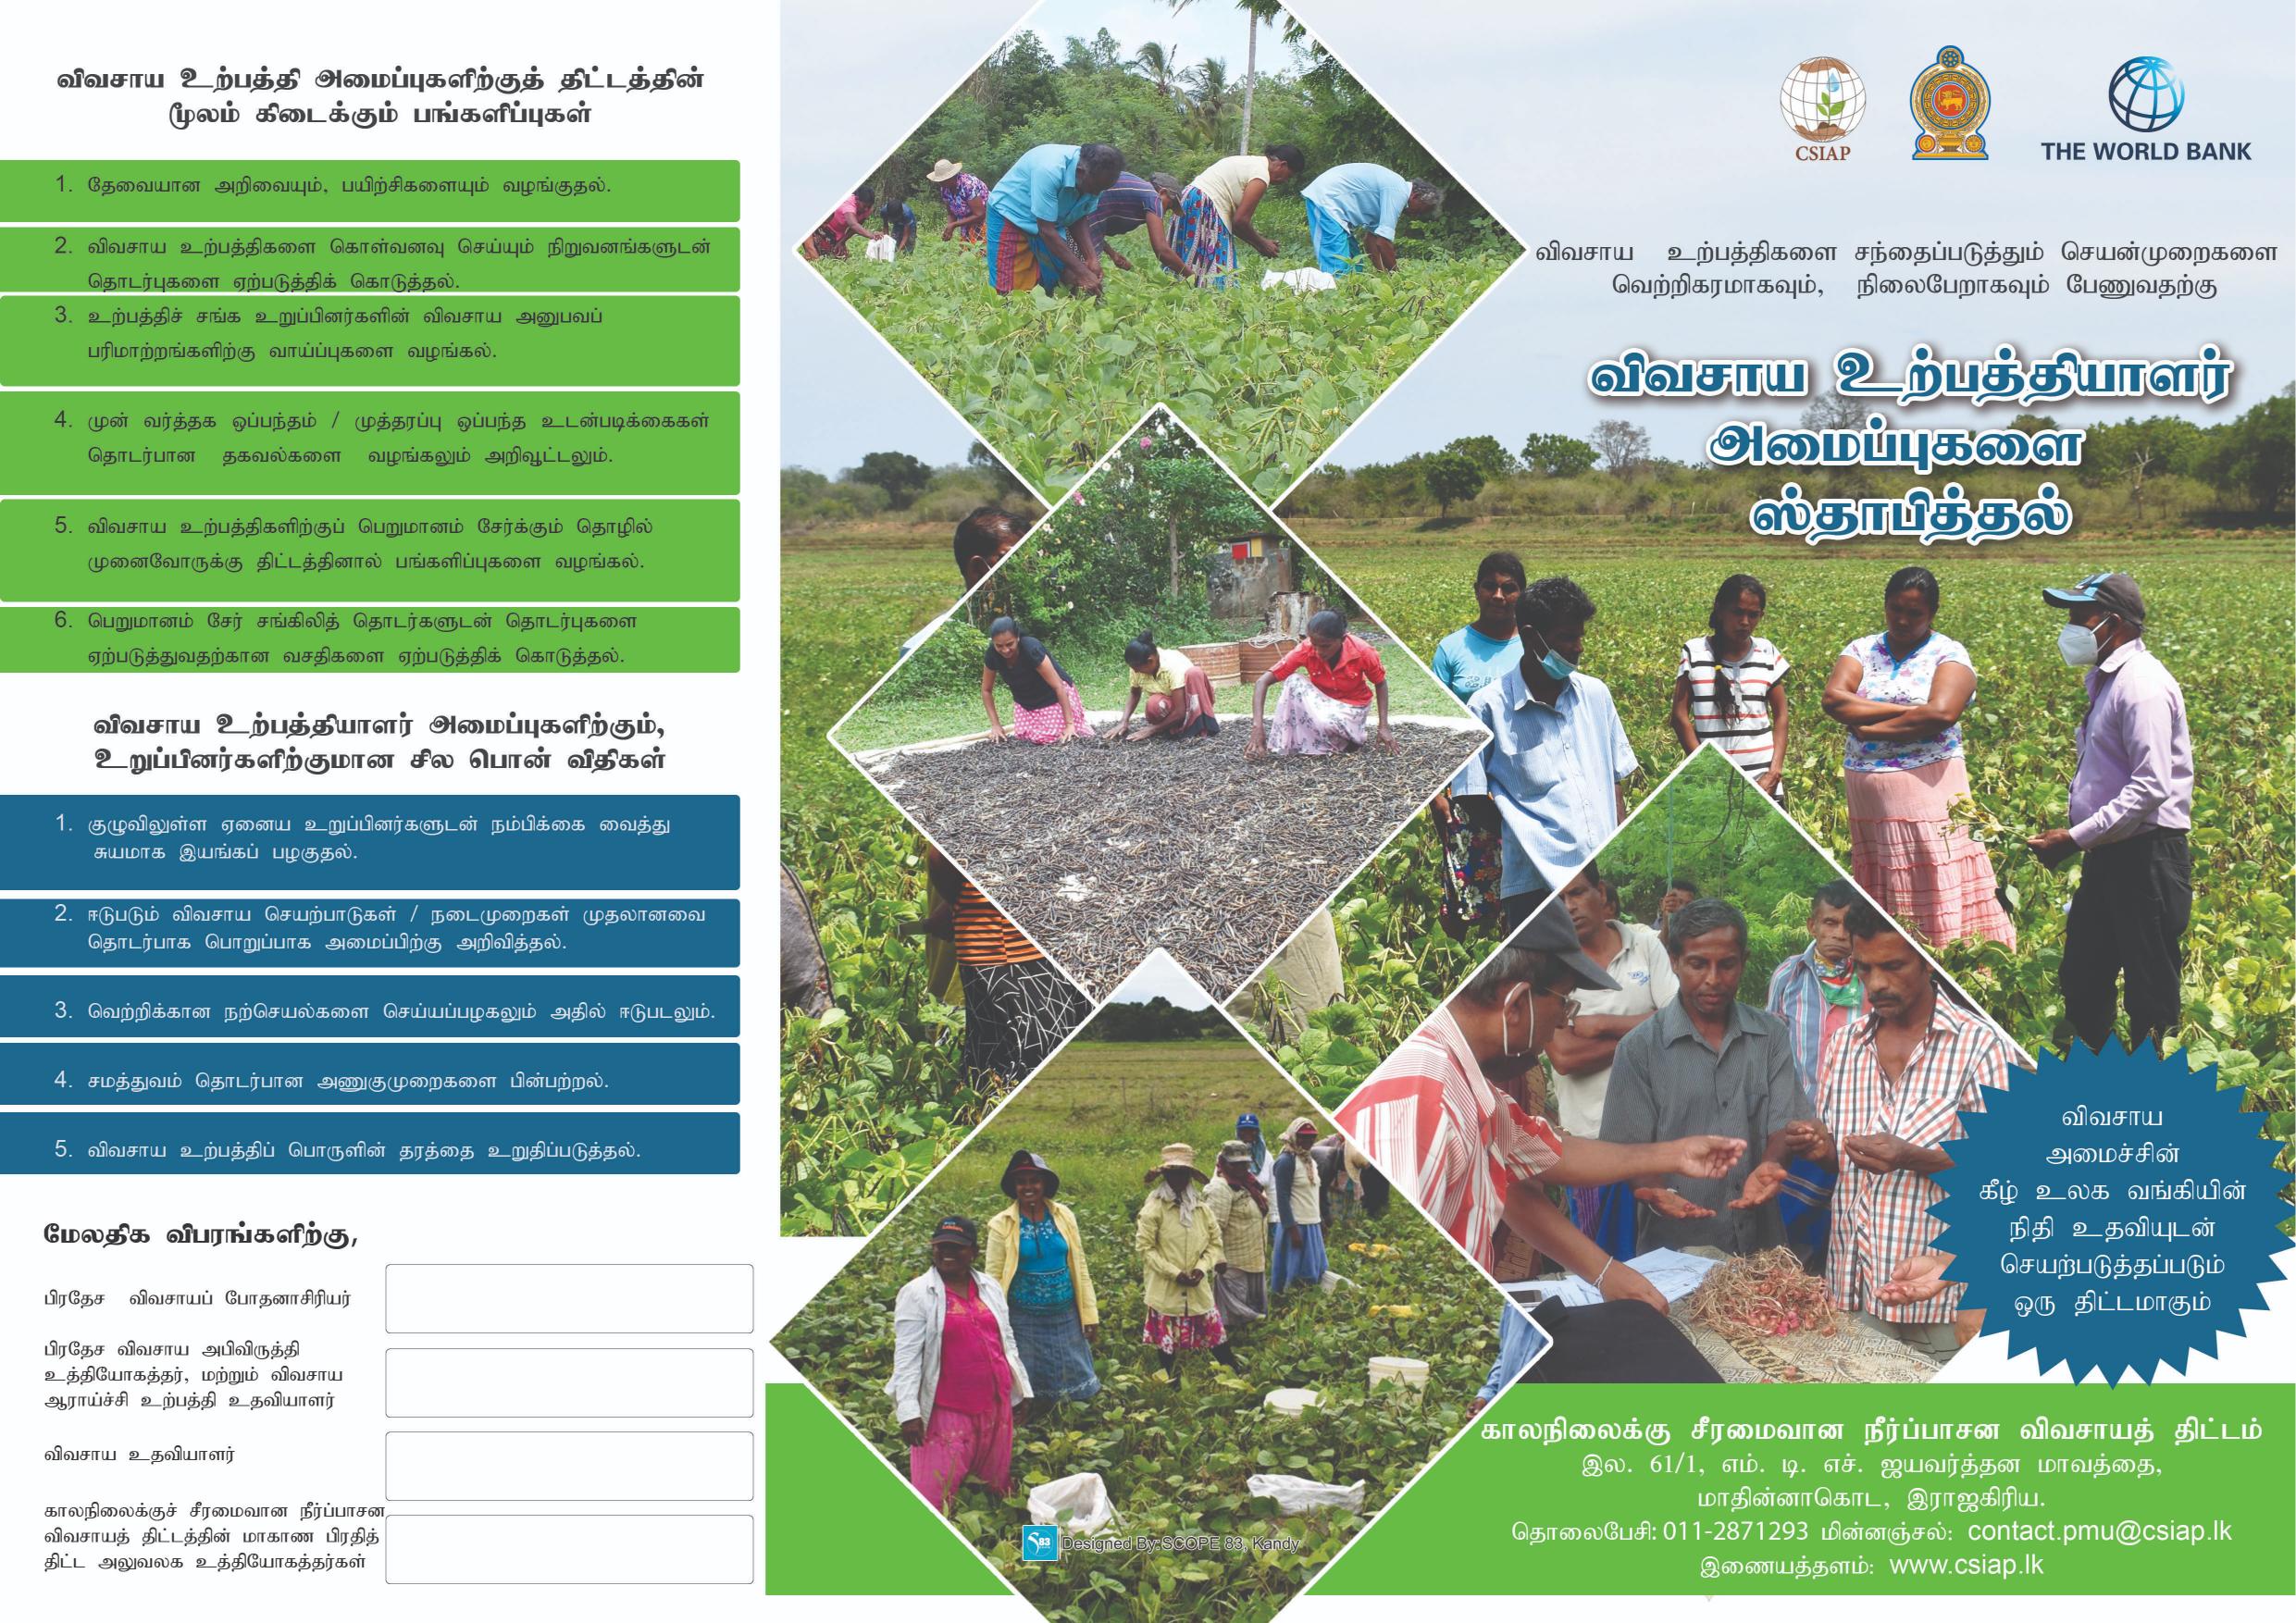 விவசாய உற்பத்தி அமைப்புகளிற்குத் திட்டத்தின்
மூலம் கிடைக்கும் பங்களிப்புகள்
1. தேவையான அறிவையும், பயிற்சிகளையும் வழங்குதல்.
2. விவசாய உற்பத்திகளை கொள்வனவு செய்யும் நிறுவனங்களுடன்
தொடர்புகளை ஏற்படுத்திக் கொடுத்தல்.
3. உற்பத்திச் சங்க உறுப்பினர்களின் விவசாய அனுபவப்
பரிமாற்றங்களிற்கு வாய்ப்புகளை வழங்கல்.
4. முன் வர்த்தக ஒப்பந்தம் / முத்தரப்பு ஒப்பந்த உடன்படிக்கைகள்
தொடர்பான தகவல்களை வழங்கலும் அறிவூட்டலும்.
5. விவசாய உற்பத்திகளிற்குப் பெறுமானம் சேர்க்கும் தொழில்
முனைவோருக்கு திட்டத்தினால் பங்களிப்புகளை வழங்கல்.
6. பெறுமானம் சேர் சங்கிலித் தொடர்களுடன் தொடர்புகளை
ஏற்படுத்துவதற்கான வசதிகளை ஏற்படுத்திக் கொடுத்தல்.
விவசாய உற்பத்தியாளர் அமைப்புகளிற்கும்,
உறுப்பினர்களிற்குமான சில பொன் விதிகள்
1. குழுவிலுள்ள ஏனைய உறுப்பினர்களுடன் நம்பிக்கை வைத்து
சுயமாக இயங்கப் பழகுதல்.
2. ஈடுபடும் விவசாய செயற்பாடுகள் / நடைமுறைகள் முதலானவை
தொடர்பாக பொறுப்பாக அமைப்பிற்கு அறிவித்தல்.
3. வெற்றிக்கான நற்செயல்களை செய்யப்பழகலும் அதில் ஈடுபடலும்.
4. சமத்துவம் தொடர்பான அணுகுமுறைகளை பின்பற்றல்.
5. விவசாய உற்பத்திப் பொருளின் தரத்தை உறுதிப்படுத்தல்.
மேலதிக விபரங்களிற்கு,
பிரதேச விவசாயப் போதனாசிரியர்
பிரதேச விவசாய அபிவிருத்தி
உத்தியோகத்தர், மற்றும் விவசாய
ஆராய்ச்சி உற்பத்தி உதவியாளர்
விவசாய உதவியாளர்
காலநிலைக்குச் சீரமைவான நீர்ப்பாசன
விவசாயத் திட்டத்தின் மாகாண பிரதித்
திட்ட அலுவலக உத்தியோகத்தர்கள்
CSIAP
THE WORLD BANK
விவசாய உற்பத்திகளை சந்தைப்படுத்தும் செயன்முறைகளை
வெற்றிகரமாகவும், நிலைபேறாகவும் பேணுவதற்கு
விவசாய உற்பத்தியாளர்
அமைப்புகளை
ஸ்தாபித்தல்
விவசாய
அமைச்சின்
கீழ் உலக வங்கியின்
நிதி உதவியுடன்
செயற்படுத்தப்படும்
ஒரு திட்டமாகும்
காலநிலைக்கு சீரமைவான நீர்ப்பாசன விவசாயத் திட்டம்
இல. 61/1, எம். டி. எச். ஜயவர்த்தன மாவத்தை,
மாதின்னாகொட, இராஜகிரிய.
தொலைபேசி: 011-2871293 மின்னஞ்சல்: contact.pmu@csiap.lk
இணையத்தளம்: www.csiap.lk
S83
Designed By:SCOPE 83, Kandy